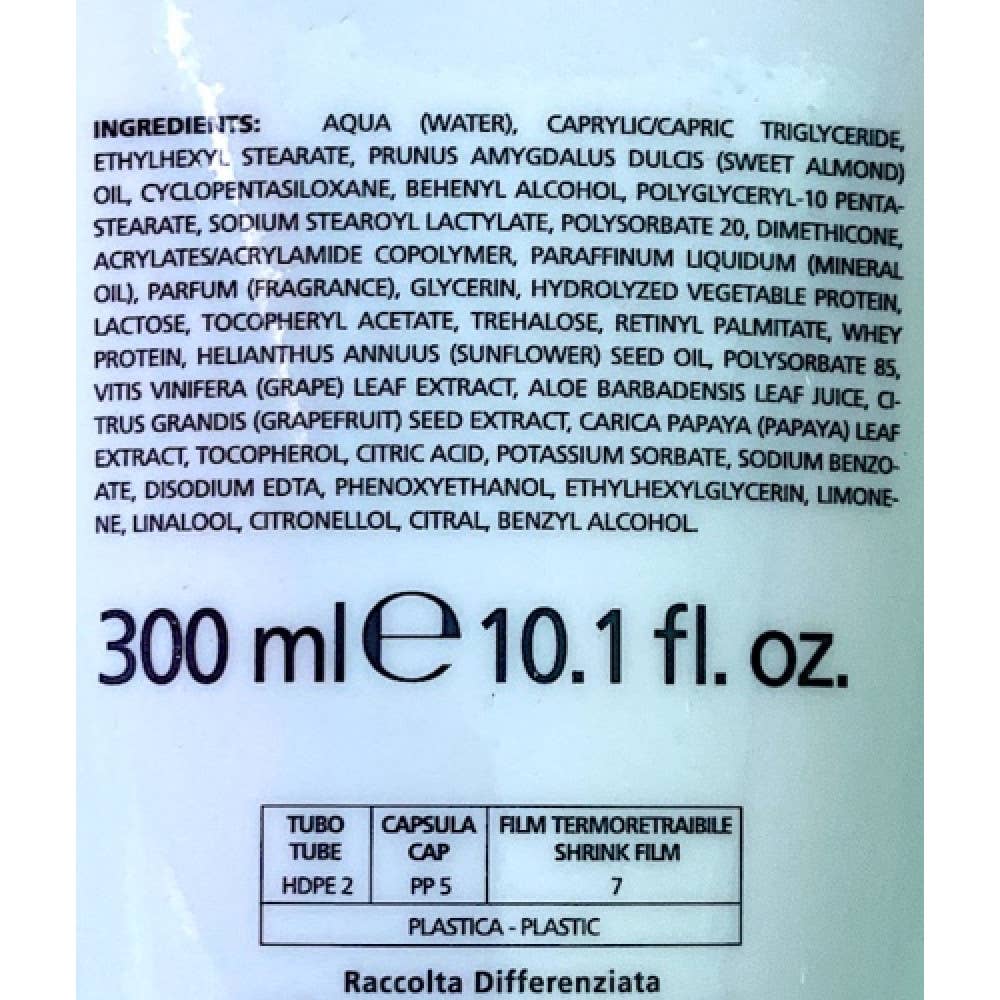 INGREDIENTS: AQUA (WATER), CAPRYLIC/CAPRIC TRIGLYCERIDE,
ETHYLHEXYL STEARATE, PRUNUS AMYGDALUS DULCIS (SWEET ALMOND)
OIL, CYCLOPENTASILOXANE, BEHENYL ALCOHOL, POLYGLYCERYL-10 PENTA-
STEARATE, SODIUM STEAROYL LACTYLATE, POLYSORBATE 20, DIMETHICONE,
ACRYLATES/ACRYLAMIDE COPOLYMER, PARAFFINUM LIQUIDUM (MINERAL
OIL), PARFUM (FRAGRANCE), GLYCERIN, HYDROLYZED VEGETABLE PROTEIN,
LACTOSE, TOCOPHERYL ACETATE, TREHALOSE, RETINYL PALMITATE, WHEY
PROTEIN, HELIANTHUS ANNUUS (SUNFLOWER) SEED OIL, POLYSORBATE 85,
VITIS VINIFERA (GRAPE) LEAF EXTRACT, ALOE BARBADENSIS LEAF JUICE, CI-
TRUS GRANDIS (GRAPEFRUIT) SEED EXTRACT, CARICA PAPAYA (PAPAYA) LEAF
EXTRACT, TOCOPHEROL, CITRIC ACID, POTASSIUM SORBATE, SODIUM BENZO-
ATE, DISODIUM EDTA, PHENOXYETHANOL, ETHYLHEXYLGLYCERIN, LIMONE-
NE, LINALOOL, CITRONELLOL, CITRAL, BENZYL ALCOHOL.
300 ml e 10.1 fl. oz.
TUBO CAPSULA FILM TERMORETRAIBILE
TUBE CAP SHRINK FILM
HDPE 2 PP 5 7
PLASTICA - PLASTIC
Raccolta Differenziata